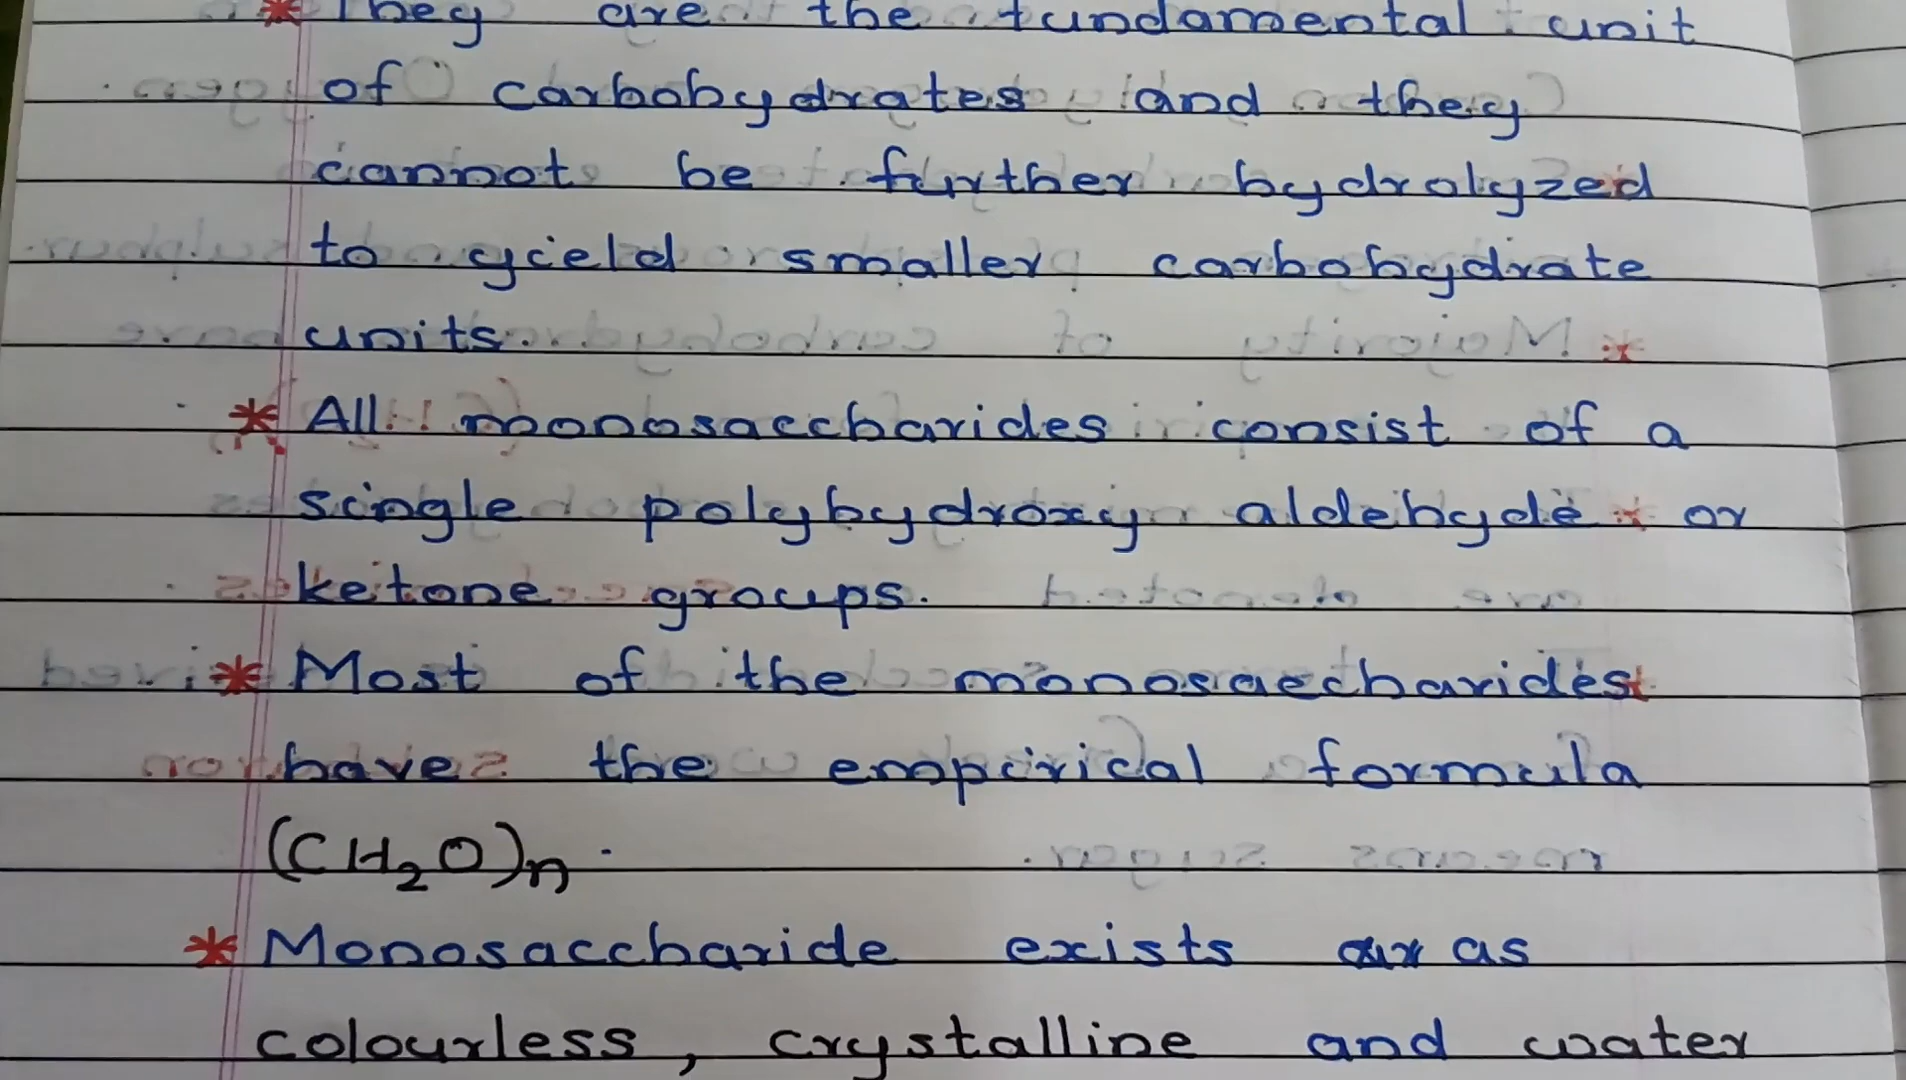 * They are the fundamental unit
of carbohydrates and they
cannot be further hydrolyzed
to yield smaller carbohydrate
units.
* All monosaccharides consist of a
single polyhydroxy aldehyde or
ketone groups.
* Most of the monosaccharides
have the empirical formula
(CH₂O)n.
* Monosaccharide exists as
colourless, crystalline and water